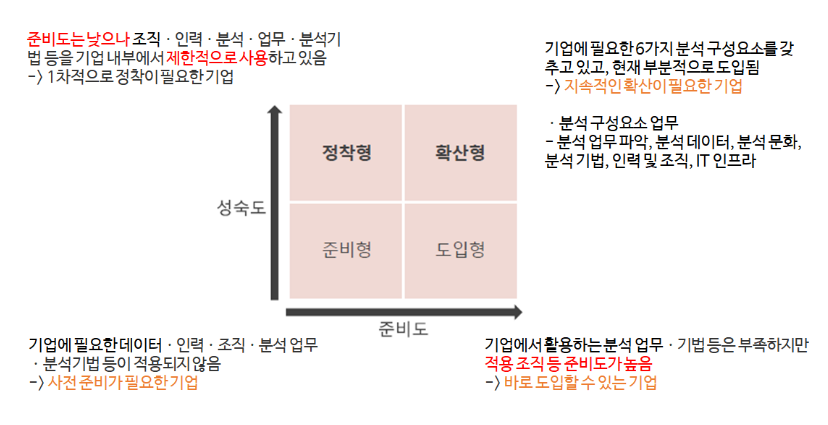 준비도는 낮으나 조직ㆍ인력ㆍ분석ㆍ업무ㆍ분석기
법 등을 기업 내부에서 제한적으로 사용하고 있음
-> 1차적으로 정착이 필요한 기업
기업에 필요한 6가지 분석 구성요소를 갖
추고 있고, 현재 부분적으로 도입됨
-> 지속적인 확산이 필요한 기업
ㆍ분석 구성요소 업무
- 분석 업무 파악, 분석 데이터, 분석 문화,
분석 기법, 인력 및 조직, IT 인프라
정착형 확산형
성숙도
준비형 도입형
준비도
기업에 필요한 데이터ㆍ인력ㆍ조직ㆍ분석 업무
ㆍ분석기법 등이 적용되지 않음
-> 사전 준비가 필요한 기업
기업에서 활용하는 분석 업무ㆍ기법 등은 부족하지만
적용 조직 등 준비도가 높음
-> 바로 도입할 수 있는 기업